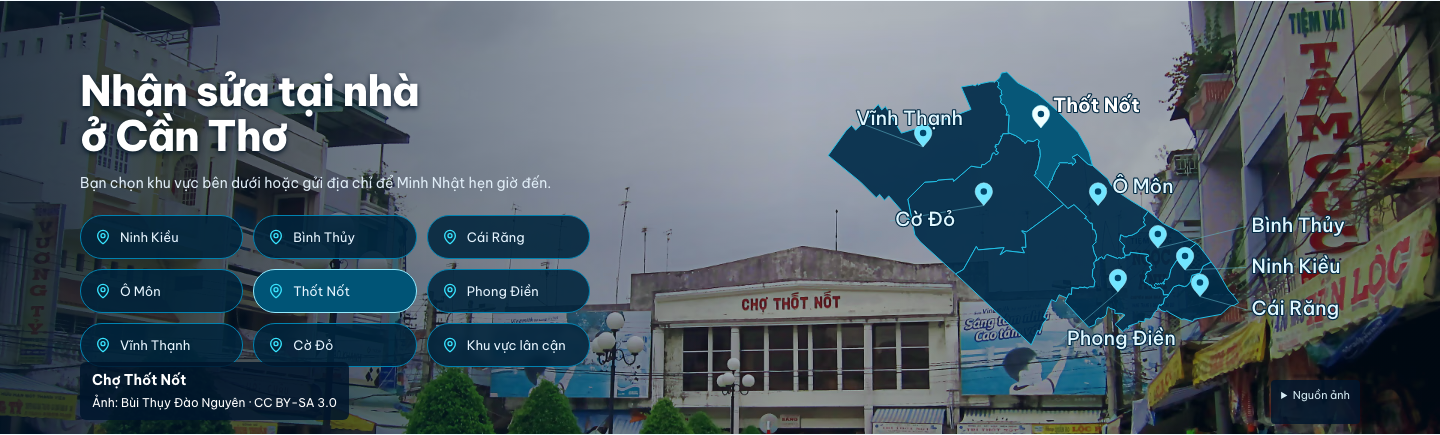 Nhận sửa tại nhà
ở Cần Thơ
Bạn chọn khu vực bên dưới hoặc gửi địa chỉ để Minh Nhật hẹn giờ đến.
Ninh Kiều
Bình Thủy
Cái Răng
Ô Môn
Thốt Nốt
Phong Điền
Vĩnh Thạnh
Cờ Đỏ
Khu vực lân cận
Chợ Thốt Nốt
Ảnh: Bùi Thụy Đào Nguyên · CC BY-SA 3.0
Vĩnh Thạnh
Thốt Nốt
Ô Môn
Cờ Đỏ
Bình Thủy
Ninh Kiều
Cái Răng
Phong Điền
CHỢ THỐT NỐT
TIỆM VẢI
TÂM
Nguồn ảnh